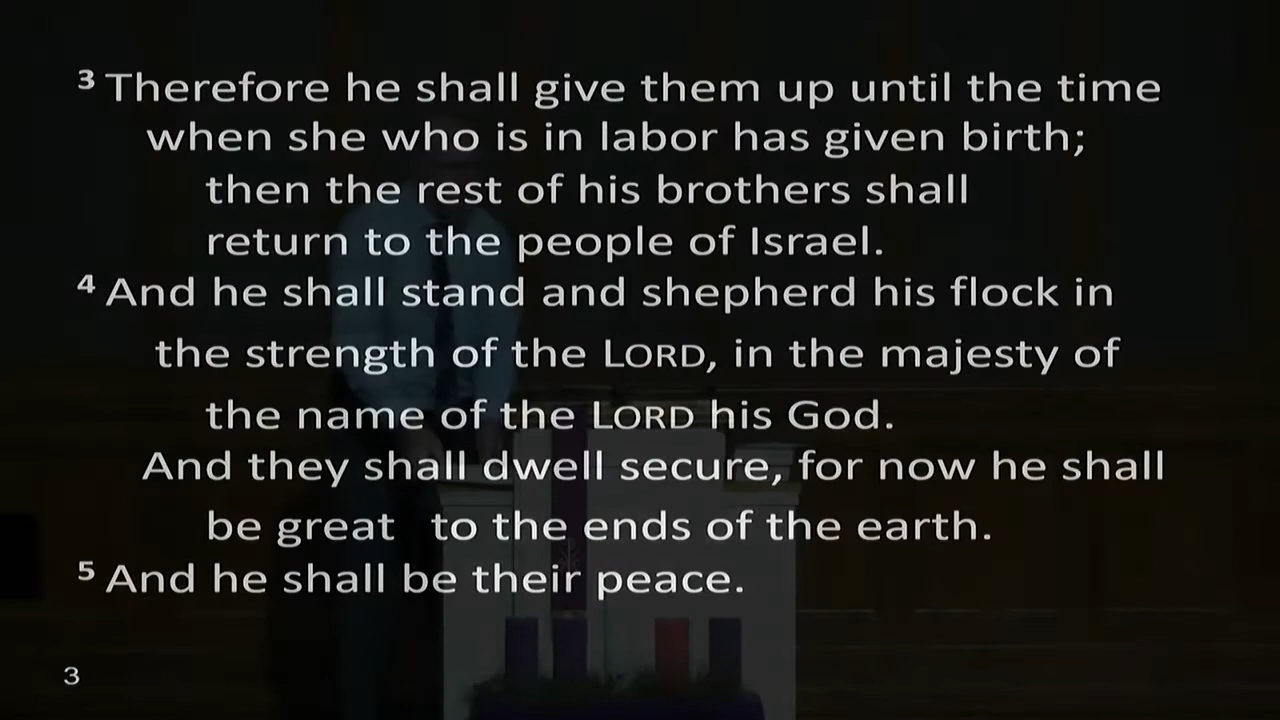 ³ Therefore he shall give them up until the time
when she who is in labor has given birth;
then the rest of his brothers shall
return to the people of Israel.
⁴ And he shall stand and shepherd his flock in
the strength of the LORD, in the majesty of
the name of the LORD his God.
And they shall dwell secure, for now he shall
be great to the ends of the earth.
⁵ And he shall be their peace.
3